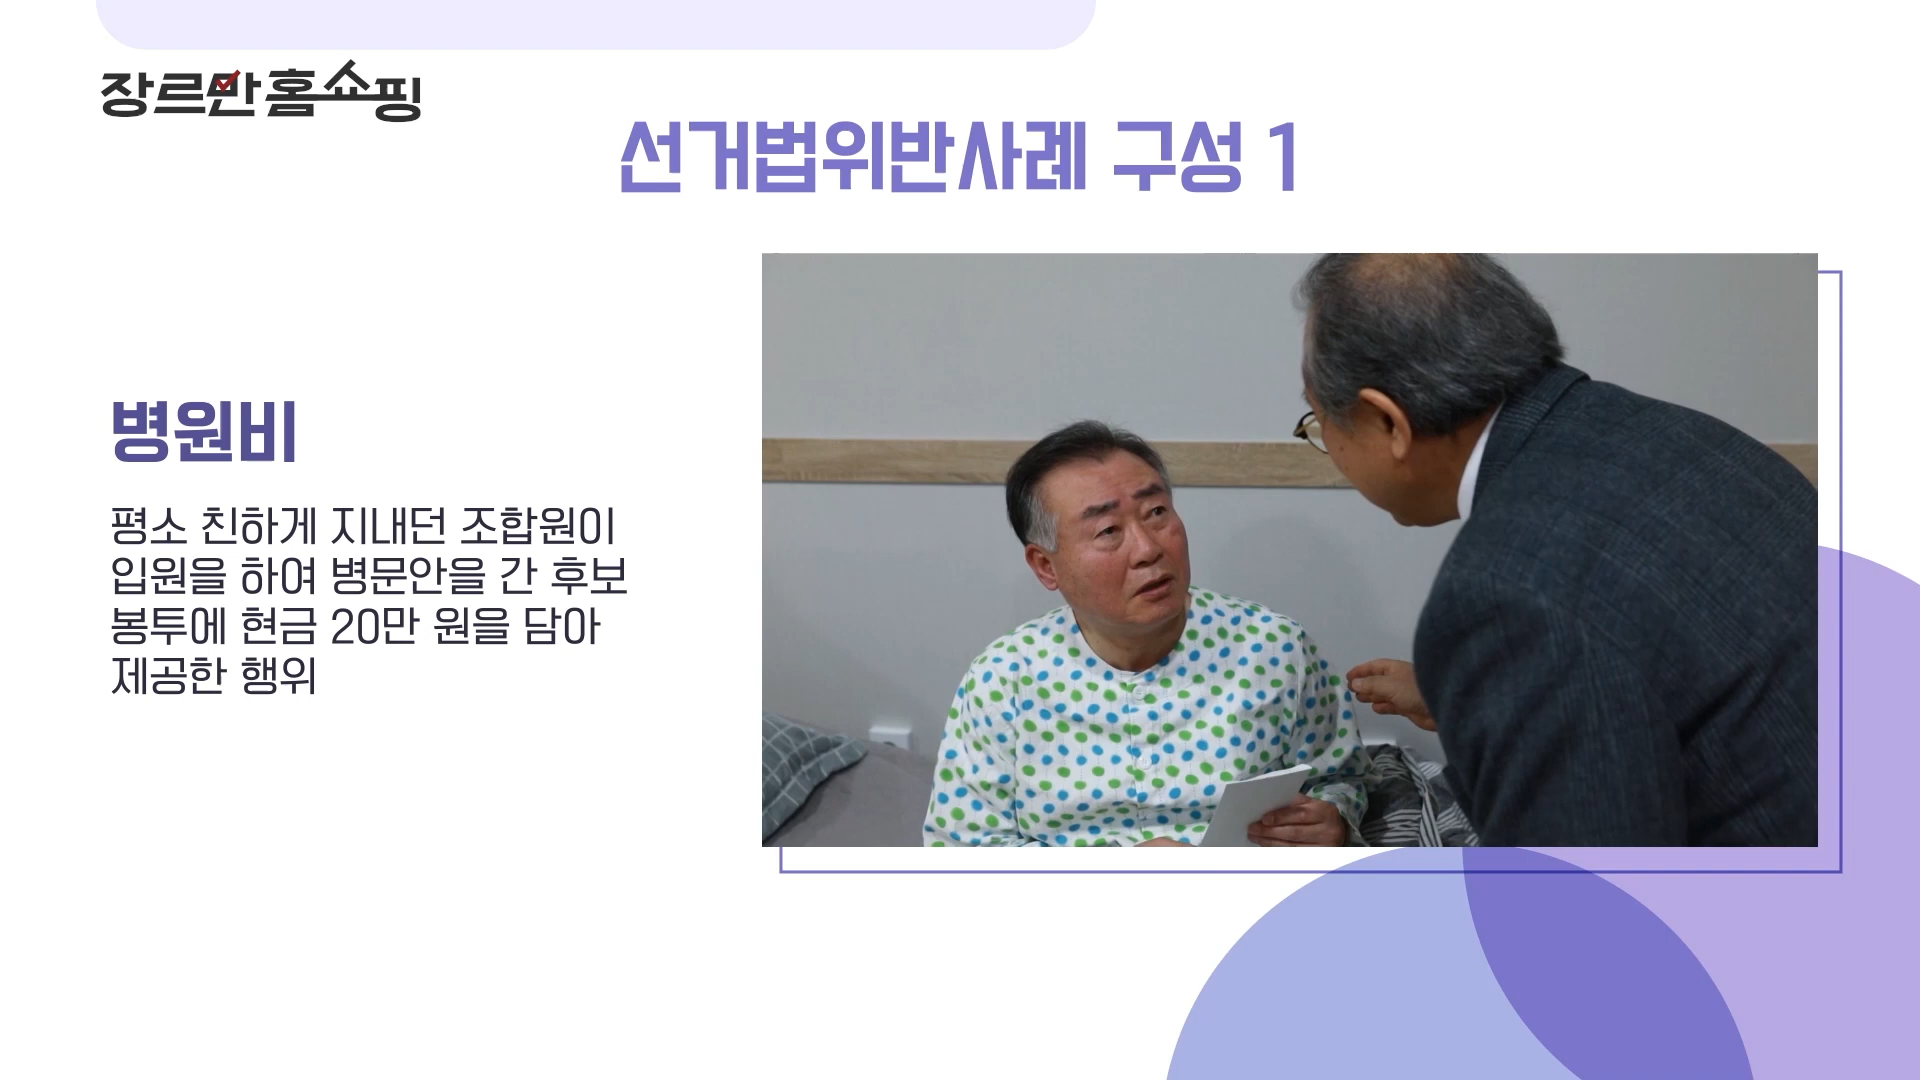 장르만 홈쇼핑
선거법위반사례 구성 1
병원비
평소 친하게 지내던 조합원이
입원을 하여 병문안을 간 후보
봉투에 현금 20만 원을 담아
제공한 행위